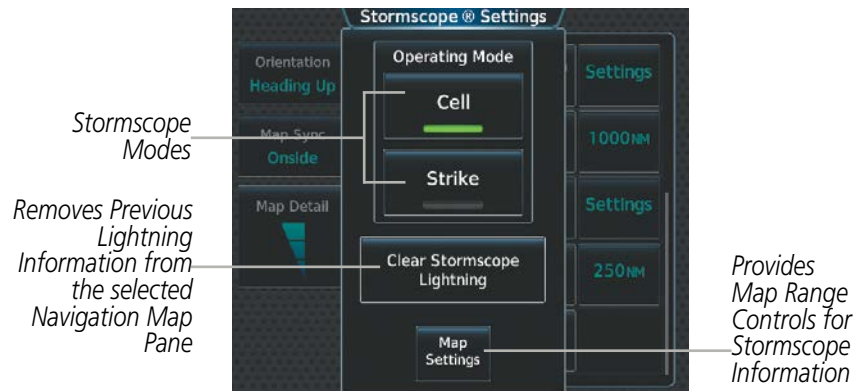 Stormscope ® Settings
Orientation
Heading Up
Map Sync
Onside
Map Detail
Operating Mode
Cell
Strike
Clear Stormscope
Lightning
Map
Settings
Settings
1000NM
Settings
250NM
Stormscope
Modes
Removes Previous
Lightning
Information from
the selected
Navigation Map
Pane
Provides
Map Range
Controls for
Stormscope
Information